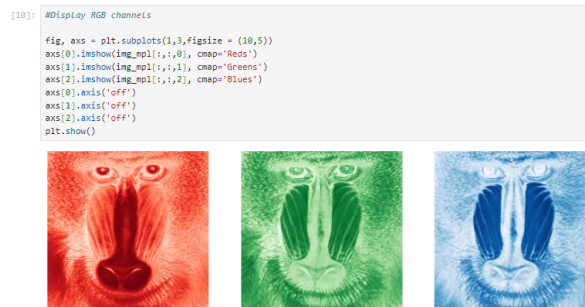 [10]: #Display RGB channels
fig, axs = plt.subplots(1,3,figsize = (10,5))
axs[0].imshow(img_mpl[:,:,0], cmap='Reds')
axs[1].imshow(img_mpl[:,:,1], cmap='Greens')
axs[2].imshow(img_mpl[:,:,2], cmap='Blues')
axs[0].axis('off')
axs[1].axis('off')
axs[2].axis('off')
plt.show()